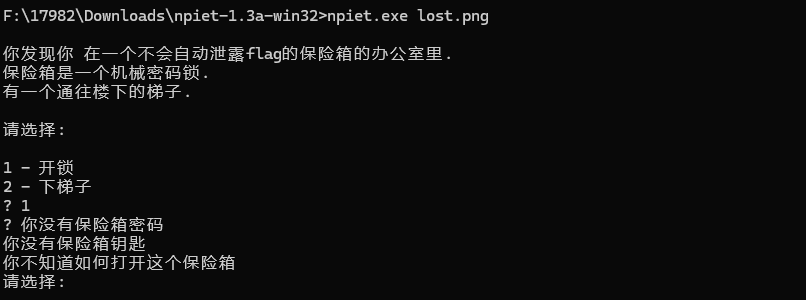 F:\17982\Downloads\npiet-1.3a-win32>npiet.exe lost.png
你发现你 在一个不会自动泄露flag的保险箱的办公室里.
保险箱是一个机械密码锁.
有一个通往楼下的梯子.
请选择:
1 - 开锁
2 - 下梯子
? 1
? 你没有保险箱密码
你没有保险箱钥匙
你不知道如何打开这个保险箱
请选择: